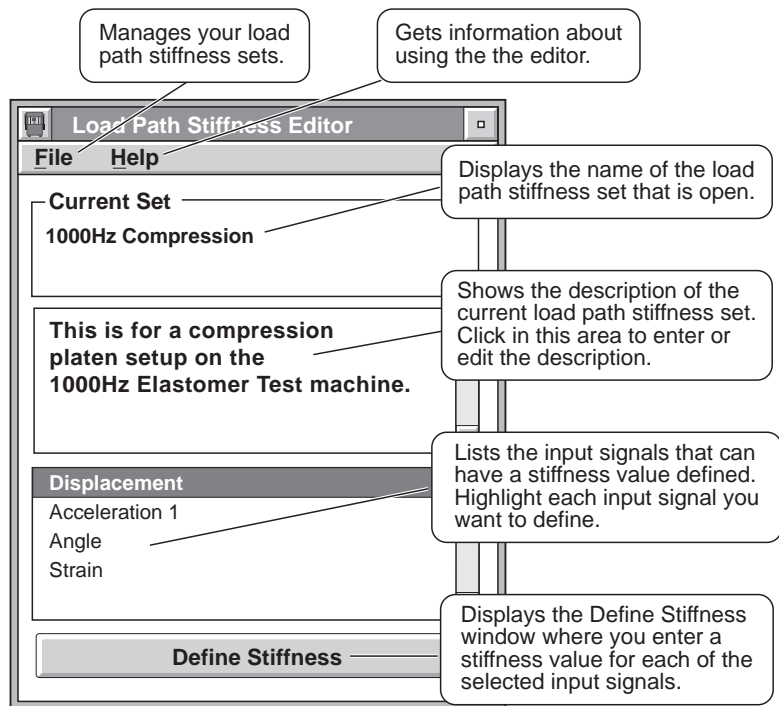 Manages your load
path stiffness sets.
Gets information about
using the the editor.
Load Path Stiffness Editor
File Help
Displays the name of the load
path stiffness set that is open.
Current Set
1000Hz Compression
Shows the description of the
current load path stiffness set.
Click in this area to enter or
edit the description.
This is for a compression
platen setup on the
1000Hz Elastomer Test machine.
Lists the input signals that can
have a stiffness value defined.
Highlight each input signal you
want to define.
Displacement
Acceleration 1
Angle
Strain
Displays the Define Stiffness
window where you enter a
stiffness value for each of the
selected input signals.
Define Stiffness